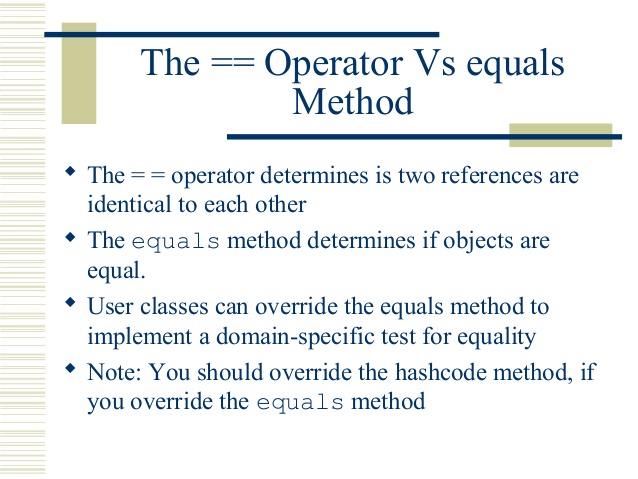 The == Operator Vs equals
Method
The = = operator determines is two references are
identical to each other
The equals method determines if objects are
equal.
User classes can override the equals method to
implement a domain-specific test for equality
Note: You should override the hashcode method, if
you override the equals method